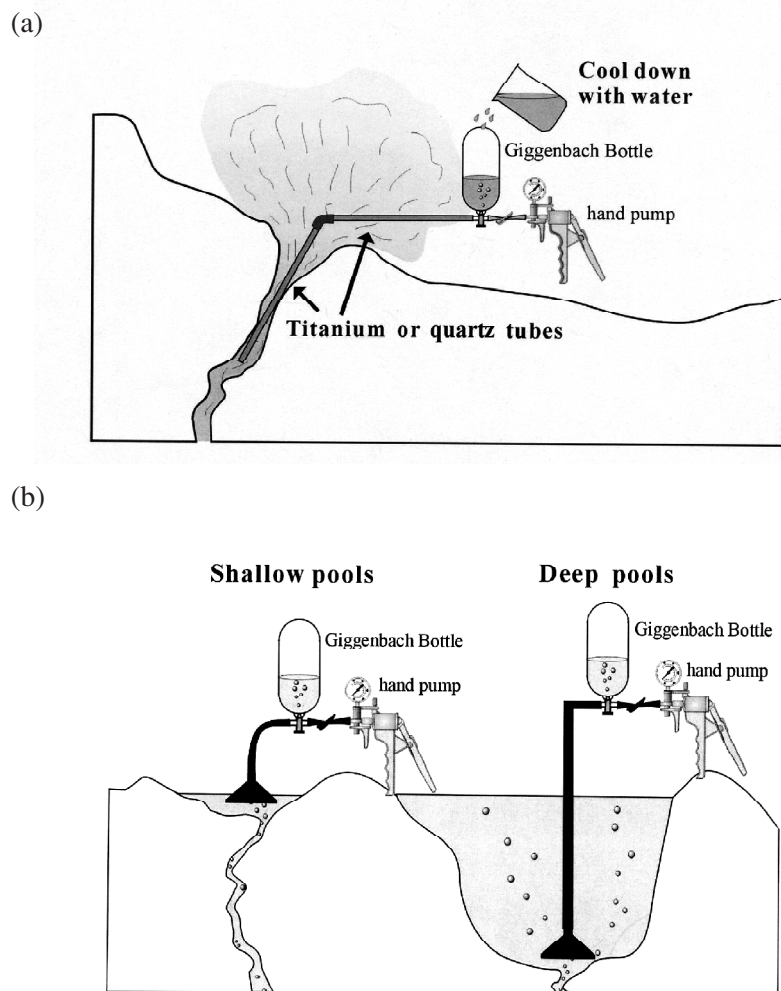 (a)
Cool down
with water
Giggenbach Bottle
hand pump
Titanium or quartz tubes
(b)
Shallow pools
Deep pools
Giggenbach Bottle
hand pump
Giggenbach Bottle
hand pump